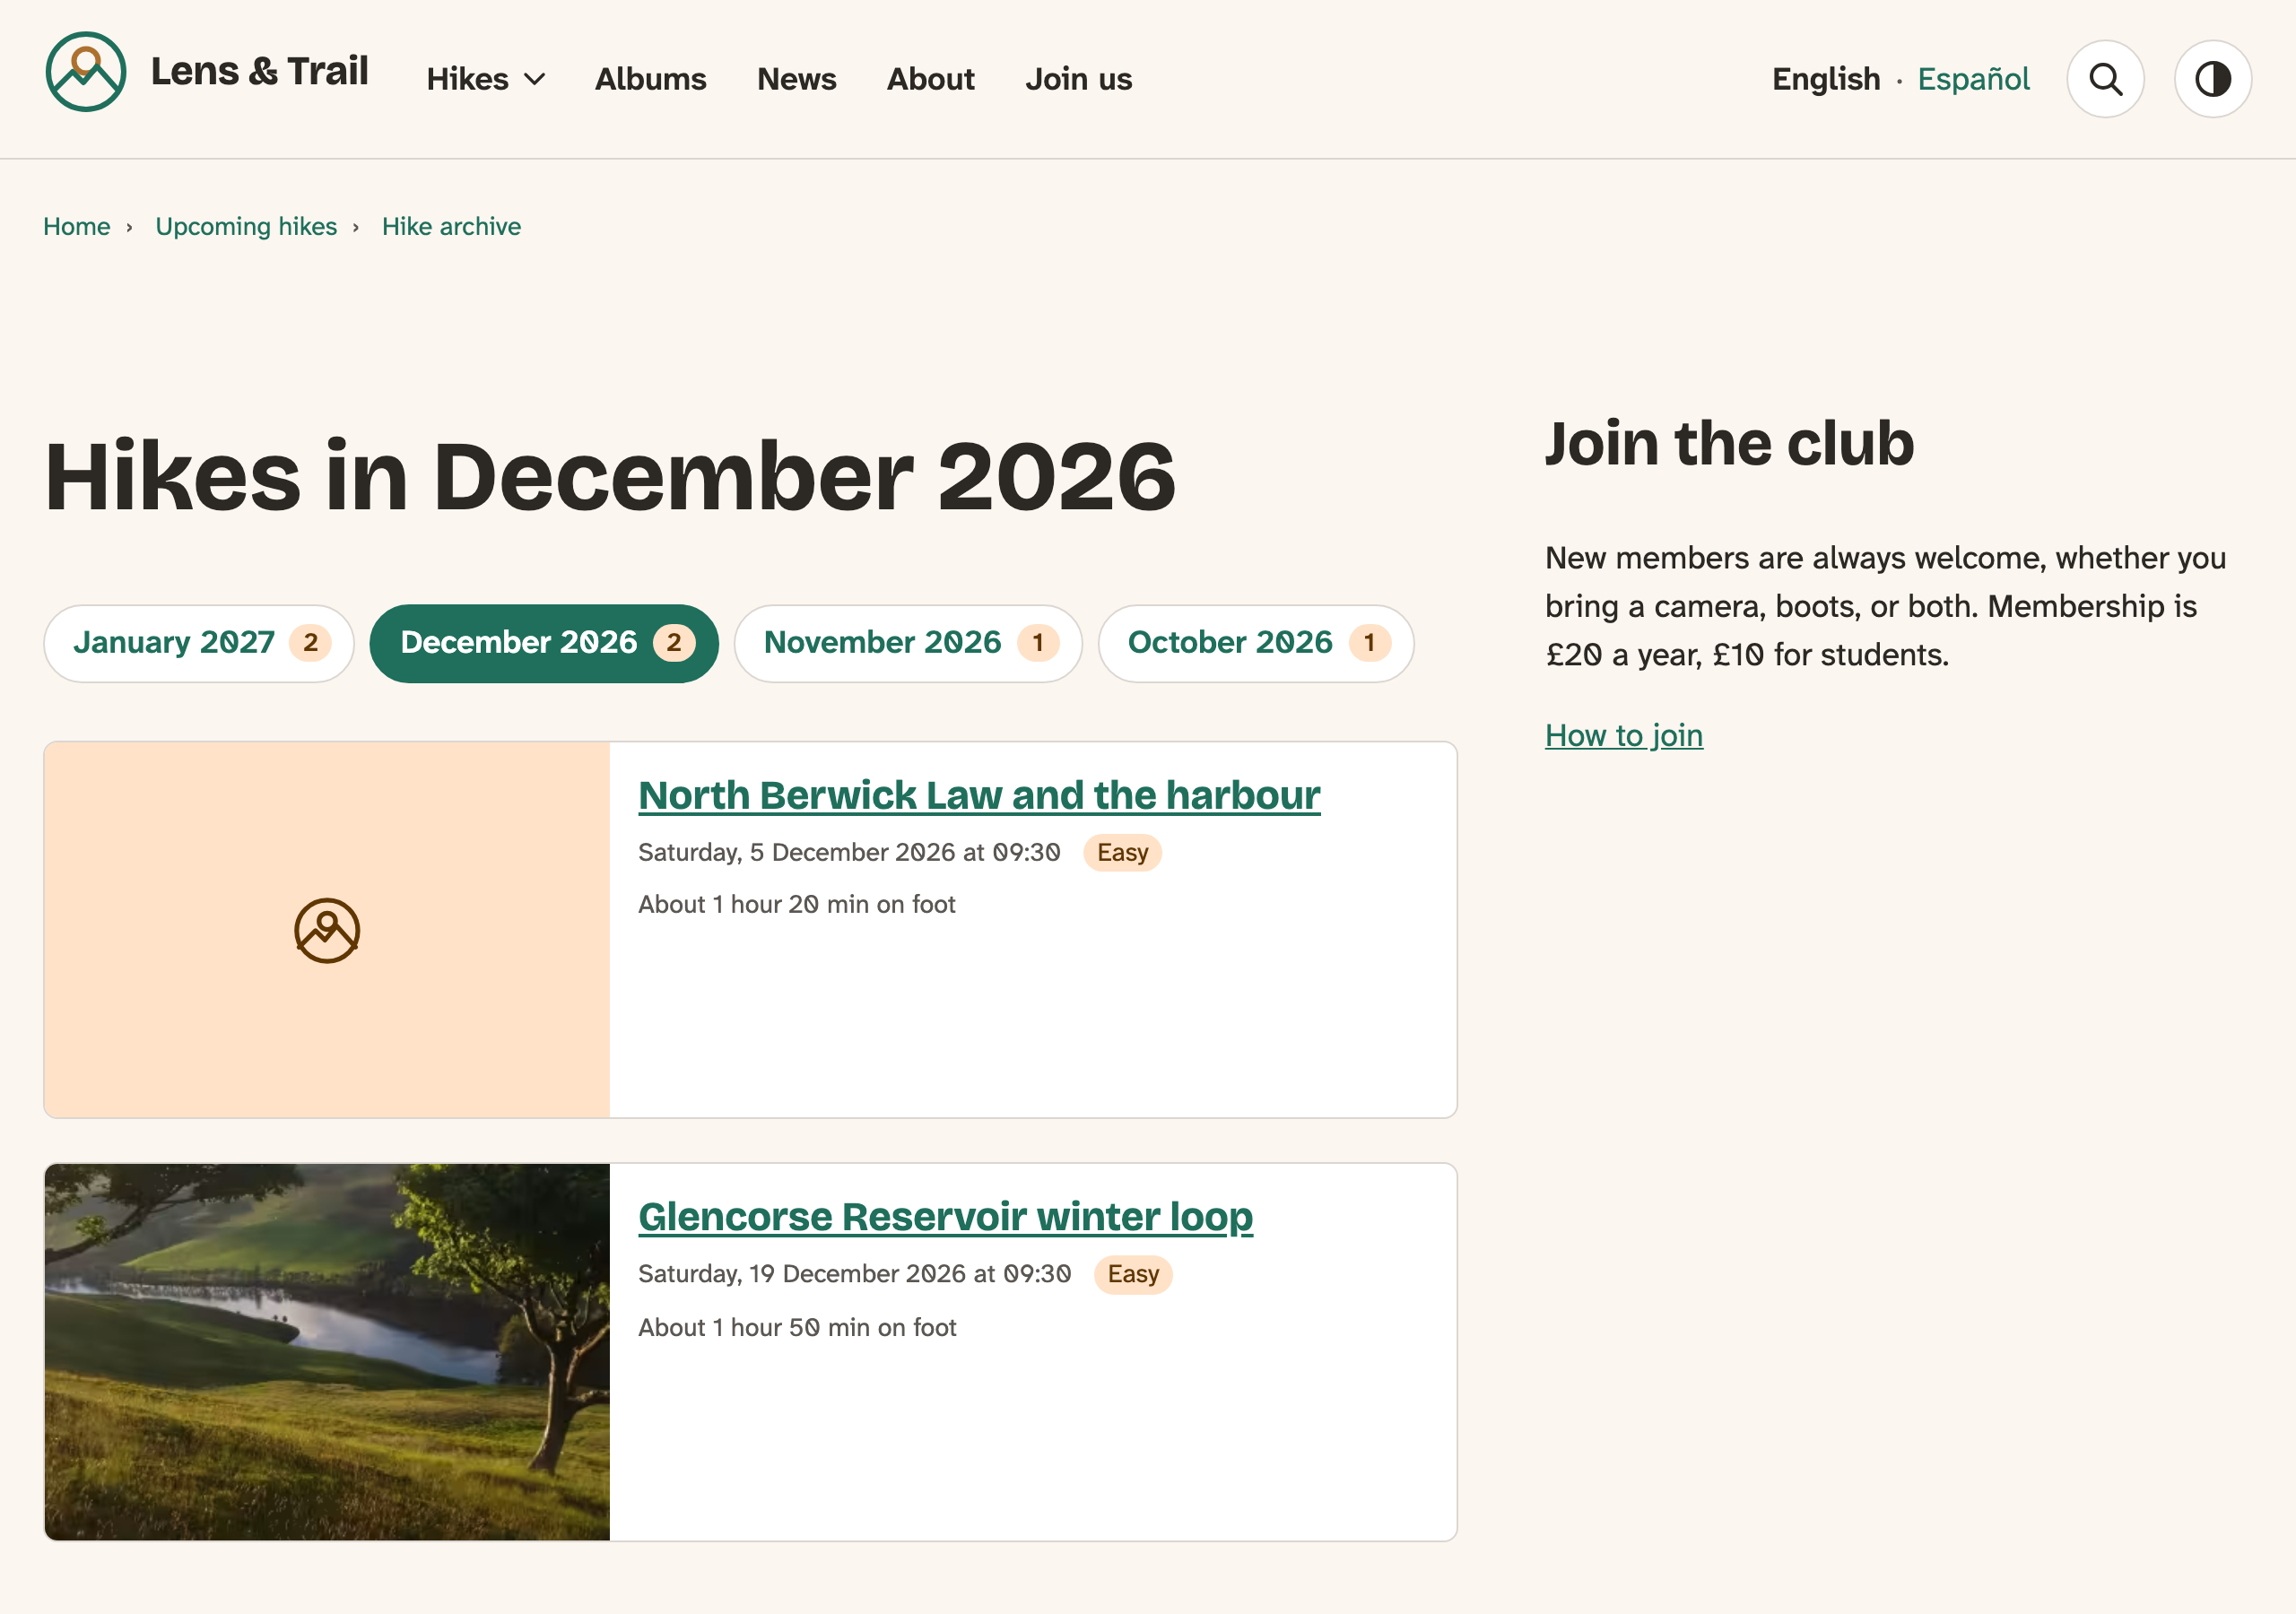 Lens & Trail
Hikes
Albums
News
About
Join us
English · Español
Home › Upcoming hikes › Hike archive
Hikes in December 2026
January 2027 2
December 2026 2
November 2026 1
October 2026 1
North Berwick Law and the harbour
Saturday, 5 December 2026 at 09:30 Easy
About 1 hour 20 min on foot
Glencorse Reservoir winter loop
Saturday, 19 December 2026 at 09:30 Easy
About 1 hour 50 min on foot
Join the club
New members are always welcome, whether you
bring a camera, boots, or both. Membership is
£20 a year, £10 for students.
How to join